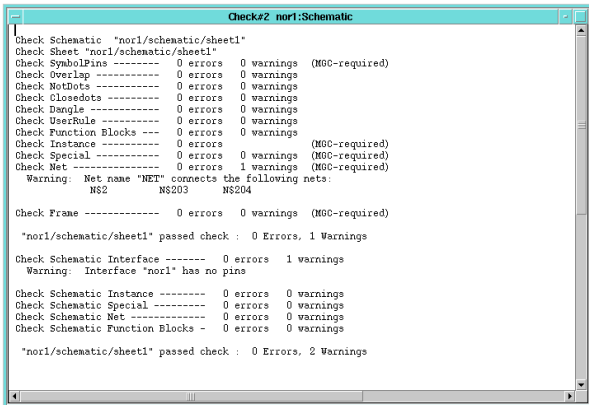 Check#2 nor1:Schematic
Check Schematic "nor1/schematic/sheet1"
Check Sheet "nor1/schematic/sheet1"
Check SymbolPins -------- 0 errors 0 warnings (MGC-required)
Check Overlap ----------- 0 errors 0 warnings
Check NotDots ----------- 0 errors 0 warnings
Check Closedots --------- 0 errors 0 warnings
Check Dangle ------------ 0 errors 0 warnings
Check UserRule ---------- 0 errors 0 warnings
Check Function Blocks --- 0 errors 0 warnings
Check Instance ---------- 0 errors (MGC-required)
Check Special ----------- 0 errors 0 warnings (MGC-required)
Check Net --------------- 0 errors 1 warnings (MGC-required)
Warning: Net name "NET" connects the following nets:
N$2 N$203 N$204
Check Frame ------------- 0 errors 0 warnings (MGC-required)
"nor1/schematic/sheet1" passed check : 0 Errors, 1 Warnings
Check Schematic Interface ------- 0 errors 1 warnings
Warning: Interface "nor1" has no pins
Check Schematic Instance -------- 0 errors 0 warnings
Check Schematic Special --------- 0 errors 0 warnings
Check Schematic Net ------------- 0 errors 0 warnings
Check Schematic Function Blocks - 0 errors 0 warnings
"nor1/schematic/sheet1" passed check : 0 Errors, 2 Warnings